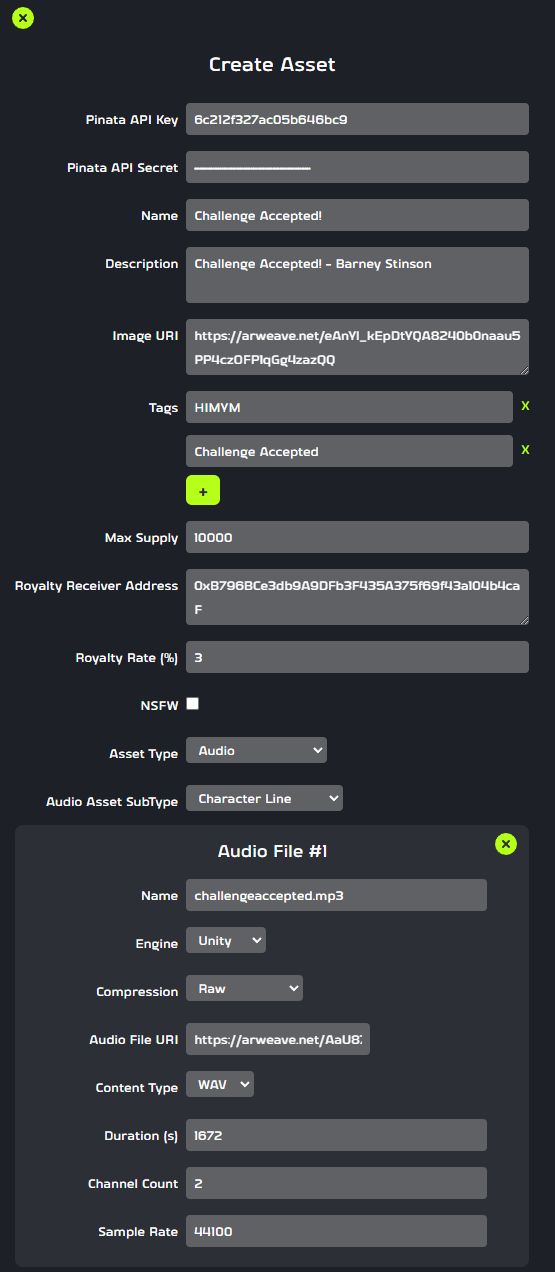 Create Asset
Pinata API Key 6c212f327ac05b646bc9
Pinata API Secret
Name Challenge Accepted!
Description Challenge Accepted! - Barney Stinson
Image URI https://arweave.net/eAnYl_kEpDtYQA8240b0naau5
PP4czOFP1qGg4zazQQ
Tags HIMYM X
Challenge Accepted X
+
Max Supply 10000
Royalty Receiver Address 0xB796BCe3db9A9DFb3F435A375f69f43a104b4ca
F
Royalty Rate (%) 3
NSFW
Asset Type Audio
Audio Asset SubType Character Line
Audio File #1
Name challengeaccepted.mp3
Engine Unity
Compression Raw
Audio File URI https://arweave.net/AaU8
Content Type WAV
Duration (s) 1672
Channel Count 2
Sample Rate 44100